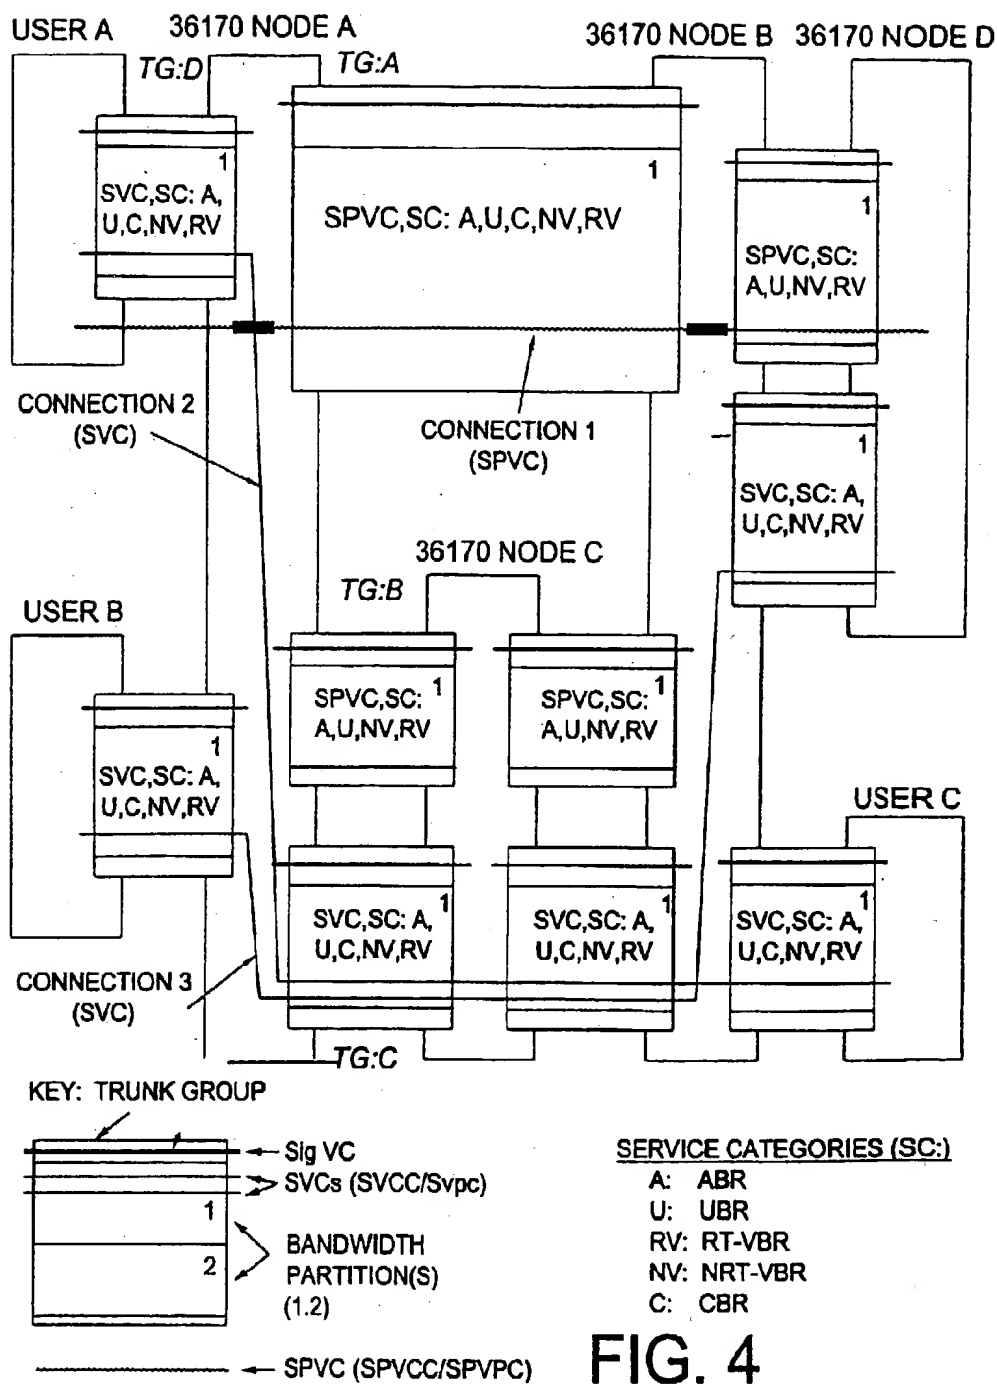 USER A
36170 NODE A
36170 NODE B
36170 NODE D
TG:D
TG:A
1
SVC,SC: A,
U,C,NV,RV
1
SPVC,SC: A,U,C,NV,RV
1
SPVC,SC:
A,U,NV,RV
CONNECTION 2
(SVC)
CONNECTION 1
(SPVC)
1
SVC,SC: A,
U,C,NV,RV
36170 NODE C
TG:B
USER B
1
SVC,SC: A,
U,C,NV,RV
SPVC,SC: 1
A,U,NV,RV
SPVC,SC: 1
A,U,NV,RV
USER C
CONNECTION 3
(SVC)
1
SVC,SC: A,
U,C,NV,RV
1
SVC,SC: A,
U,C,NV,RV
1
SVC,SC: A,
U,C,NV,RV
TG:C
KEY: TRUNK GROUP
Sig VC
SVCs (SVCC/Svpc)
1
2
BANDWIDTH
PARTITION(S)
(1.2)
SPVC (SPVCC/SPVPC)
SERVICE CATEGORIES (SC:)
A: ABR
U: UBR
RV: RT-VBR
NV: NRT-VBR
C: CBR
FIG. 4